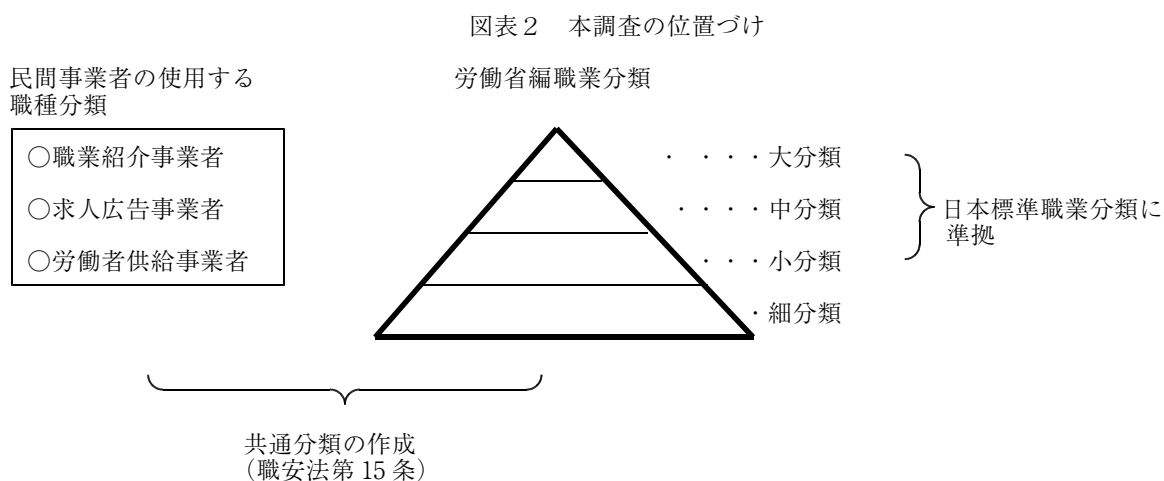 図表２　本調査の位置づけ
民間事業者の使用する
職種分類
○職業紹介事業者
○求人広告事業者
○労働者供給事業者
労働省編職業分類
・　・・・・大分類
・・・・中分類
・・・小分類
・細分類
日本標準職業分類に
準拠
共通分類の作成
（職安法第 15 条）